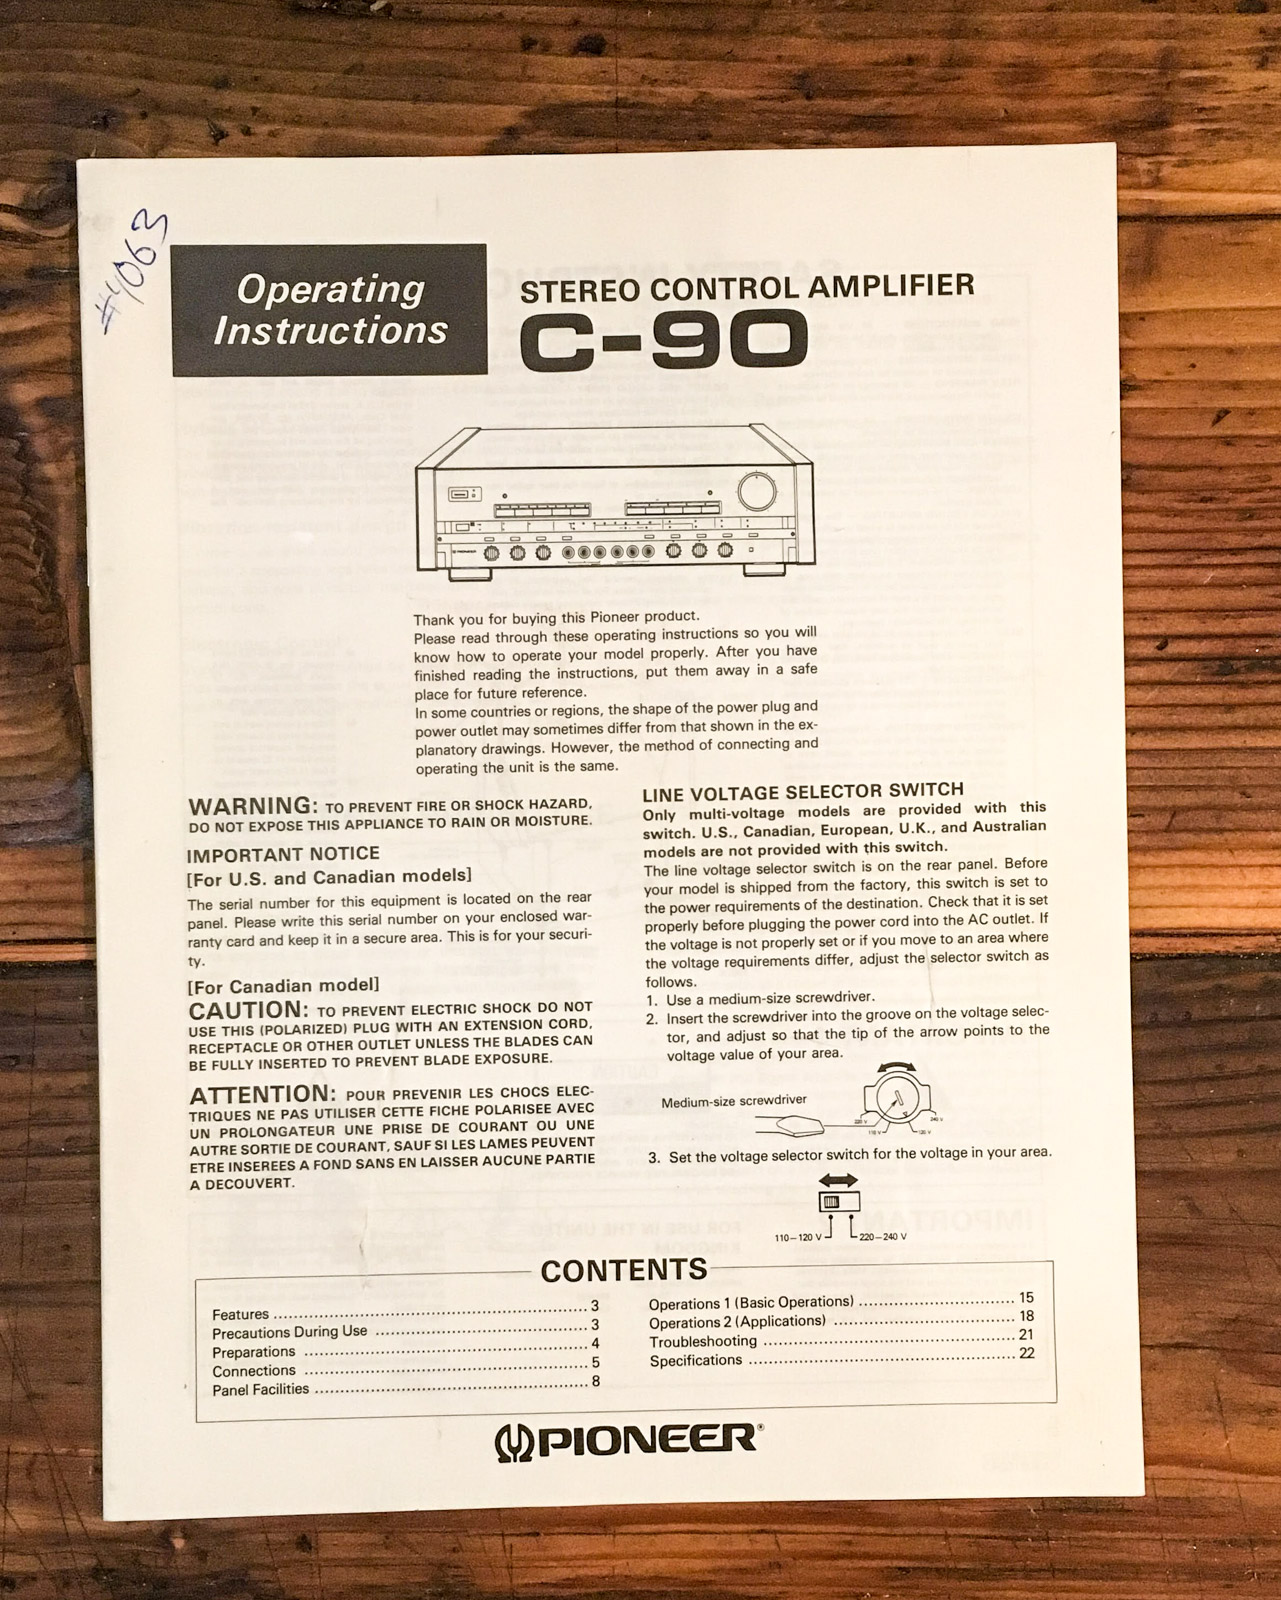 #4063
Operating
Instructions
STEREO CONTROL AMPLIFIER
C-90
PIONEER
Thank you for buying this Pioneer product.
Please read through these operating instructions so you will
know how to operate your model properly. After you have
finished reading the instructions, put them away in a safe
place for future reference.
In some countries or regions, the shape of the power plug and
power outlet may sometimes differ from that shown in the ex-
planatory drawings. However, the method of connecting and
operating the unit is the same.
WARNING: TO PREVENT FIRE OR SHOCK HAZARD,
DO NOT EXPOSE THIS APPLIANCE TO RAIN OR MOISTURE.
IMPORTANT NOTICE
[For U.S. and Canadian models]
The serial number for this equipment is located on the rear
panel. Please write this serial number on your enclosed war-
ranty card and keep it in a secure area. This is for your securi-
ty.
[For Canadian model]
CAUTION: TO PREVENT ELECTRIC SHOCK DO NOT
USE THIS (POLARIZED) PLUG WITH AN EXTENSION CORD,
RECEPTACLE OR OTHER OUTLET UNLESS THE BLADES CAN
BE FULLY INSERTED TO PREVENT BLADE EXPOSURE.
ATTENTION: POUR PREVENIR LES CHOCS ELEC-
TRIQUES NE PAS UTILISER CETTE FICHE POLARISEE AVEC
UN PROLONGATEUR UNE PRISE DE COURANT OU UNE
AUTRE SORTIE DE COURANT, SAUF SI LES LAMES PEUVENT
ETRE INSEREES A FOND SANS EN LAISSER AUCUNE PARTIE
A DECOUVERT.
LINE VOLTAGE SELECTOR SWITCH
Only multi-voltage models are provided with this
switch. U.S., Canadian, European, U.K., and Australian
models are not provided with this switch.
The line voltage selector switch is on the rear panel. Before
your model is shipped from the factory, this switch is set to
the power requirements of the destination. Check that it is set
properly before plugging the power cord into the AC outlet. If
the voltage is not properly set or if you move to an area where
the voltage requirements differ, adjust the selector switch as
follows.
1. Use a medium-size screwdriver.
2. Insert the screwdriver into the groove on the voltage selec-
tor, and adjust so that the tip of the arrow points to the
voltage value of your area.
Medium-size screwdriver
220 V
240 V
110 V
120 V
3. Set the voltage selector switch for the voltage in your area.
110–120 V
220–240 V
CONTENTS
Features ........ 3
Precautions During Use ........ 3
Preparations ........ 4
Connections ........ 5
Panel Facilities ........ 8
Operations 1 (Basic Operations) ........ 15
Operations 2 (Applications) ........ 18
Troubleshooting ........ 21
Specifications ........ 22
PIONEER®